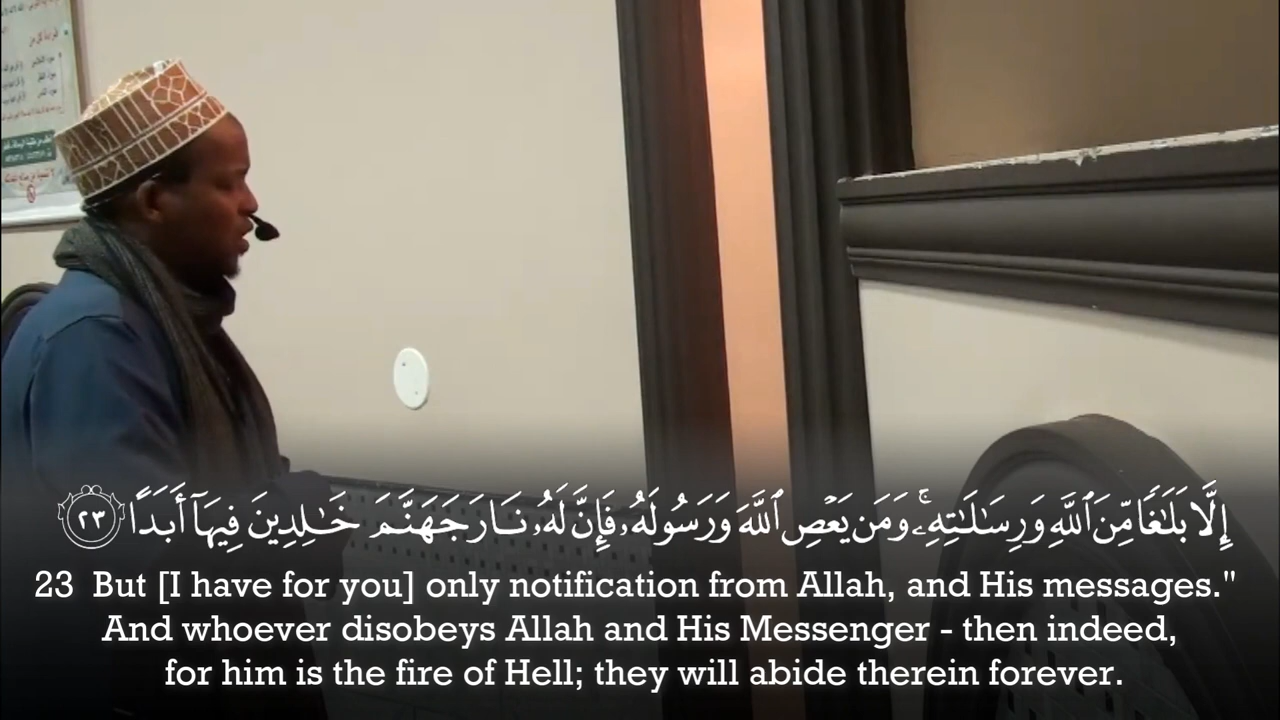 إِلَّا بَلَٰغًا مِّنَ ٱللَّهِ وَرِسَٰلَٰتِهِۦ ۚ وَمَن يَعْصِ ٱللَّهَ وَرَسُولَهُۥ فَإِنَّ لَهُۥ نَارَ جَهَنَّمَ خَٰلِدِينَ فِيهَآ أَبَدًا ٢٣
23 But [I have for you] only notification from Allah, and His messages."
And whoever disobeys Allah and His Messenger - then indeed,
for him is the fire of Hell; they will abide therein forever.